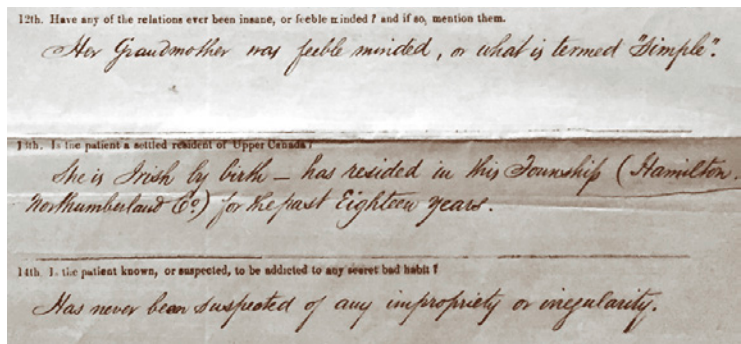 12th. Have any of the relations ever been insane, or feeble minded? and if so, mention them.
Her Grandmother was feeble minded, or what is termed "Simple".
13th. Is the patient a settled resident of Upper Canada?
She is Irish by birth – has resided in this Township (Hamilton.
Northumberland Co.) for the past Eighteen years.
14th. Is the patient known, or suspected, to be addicted to any secret bad habit?
Has never been suspected of any impropriety or irregularity.